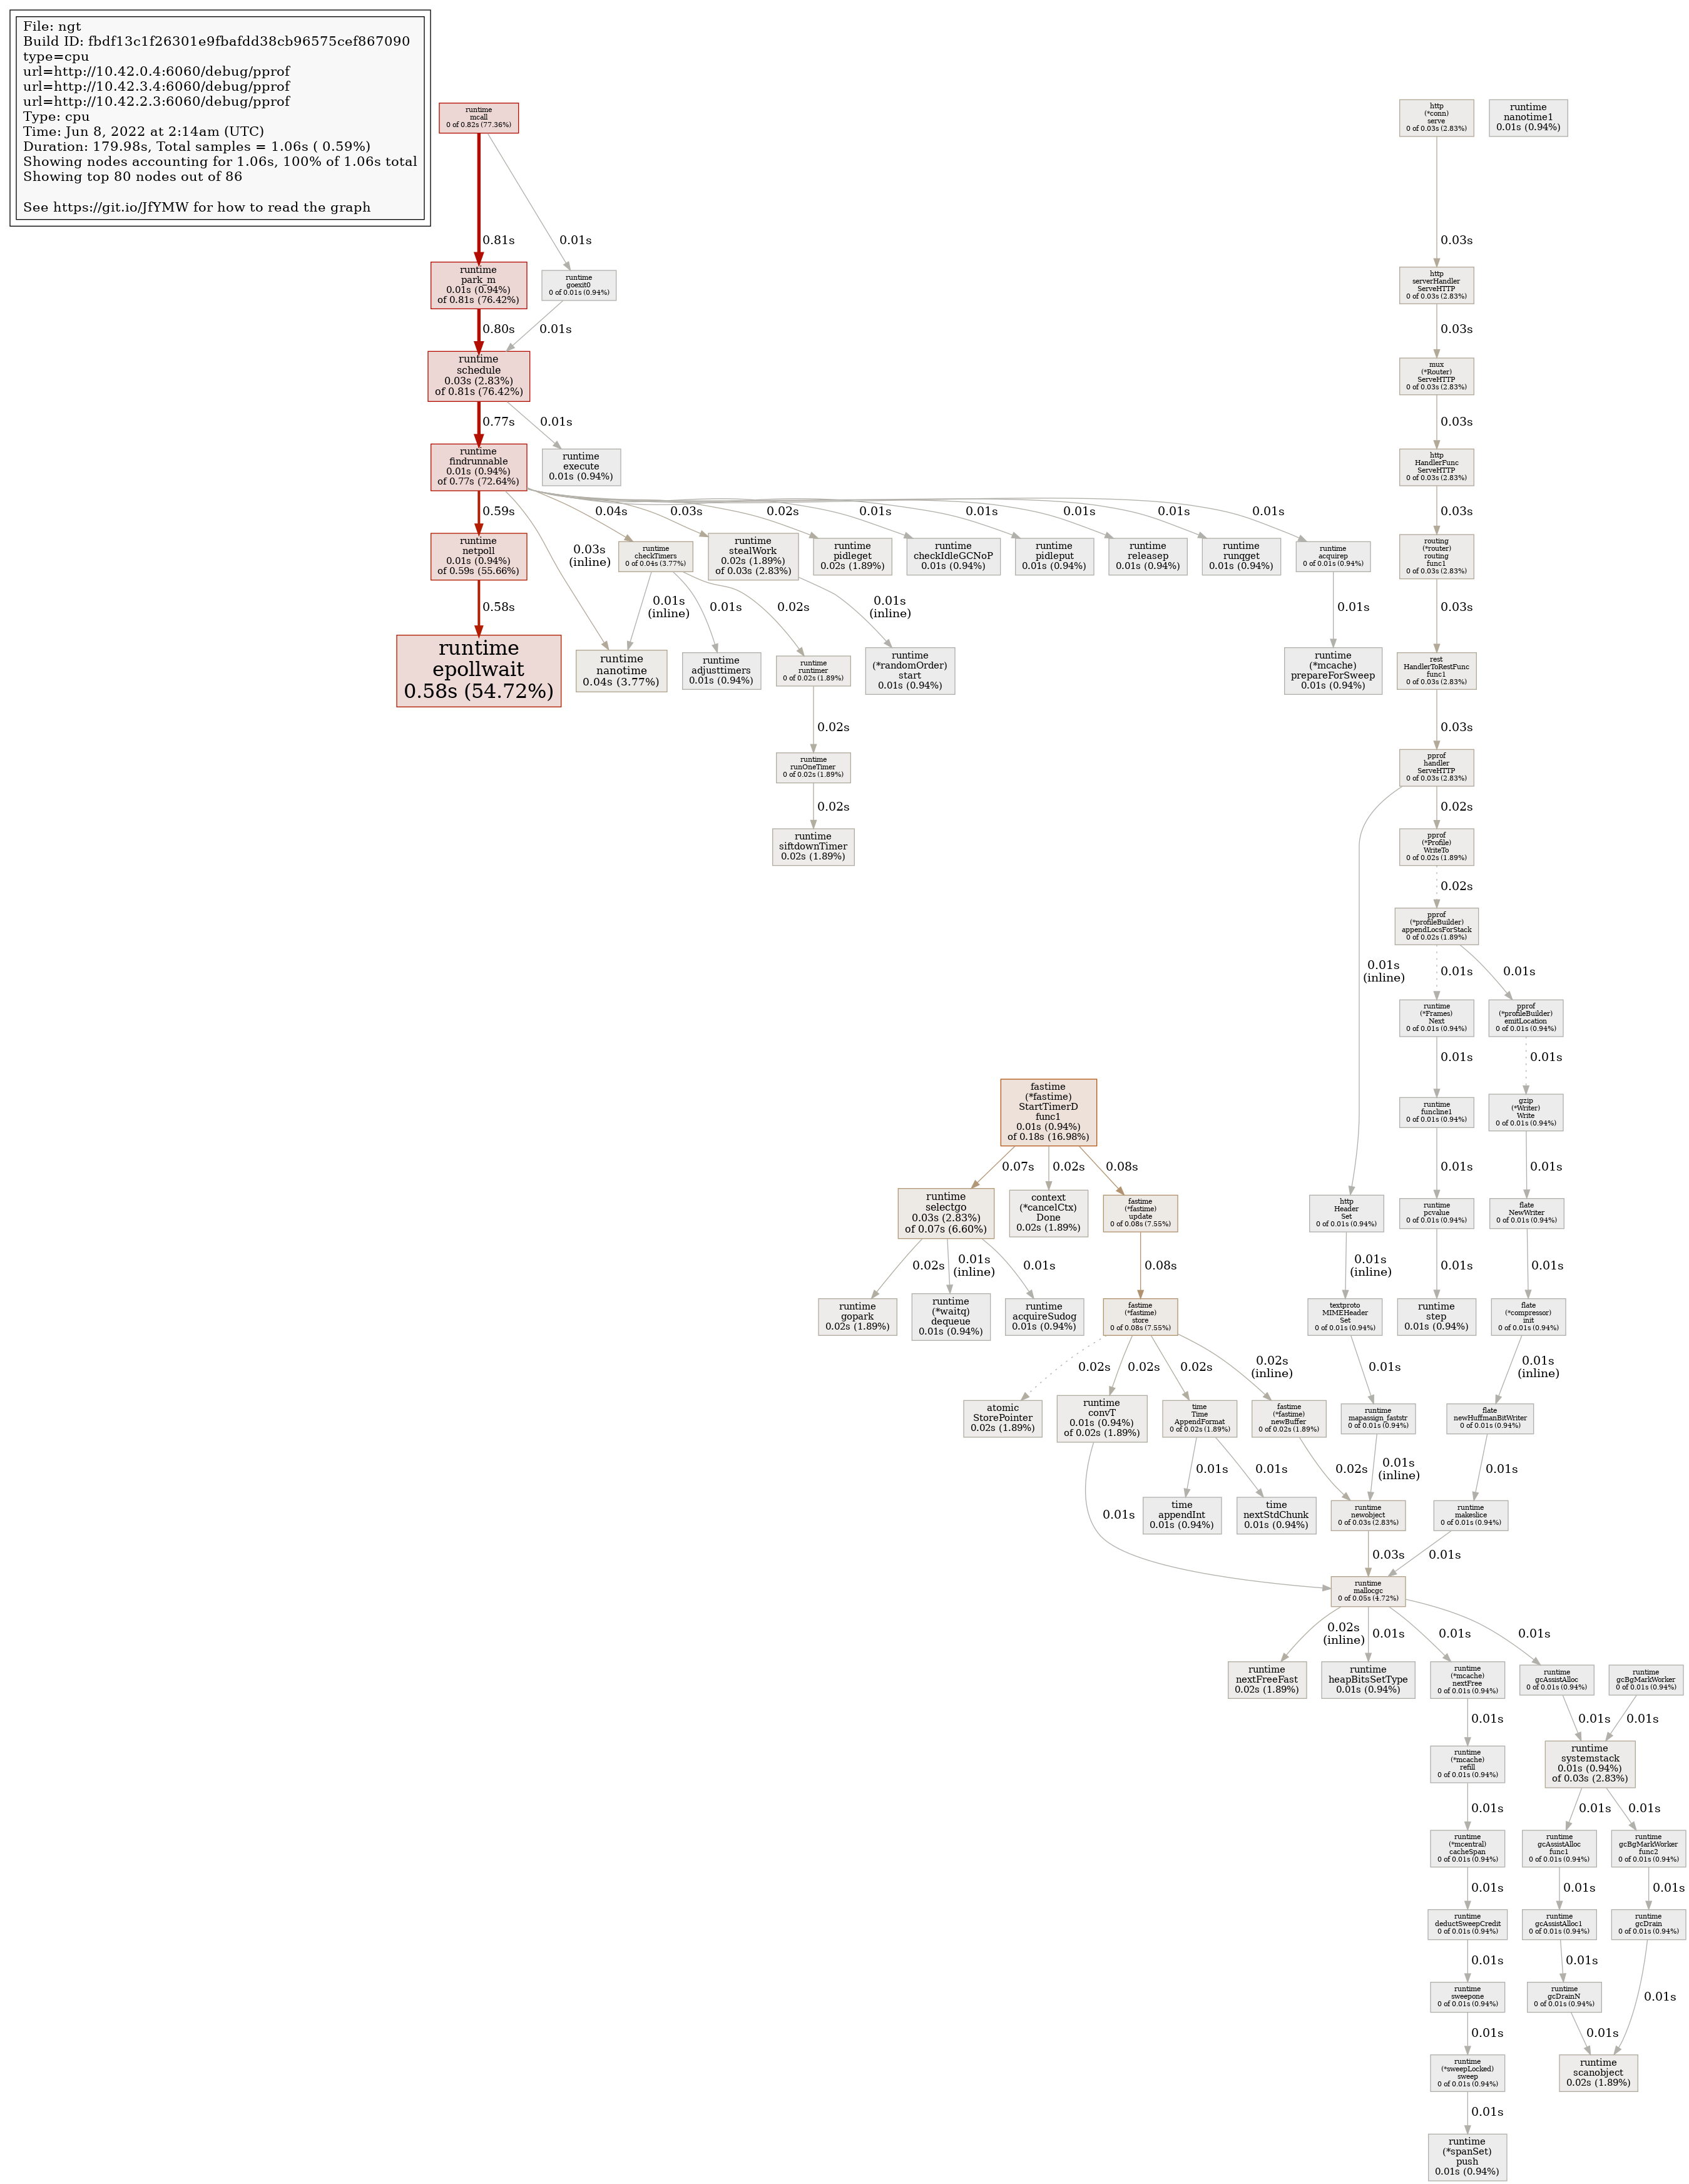 File: ngt
Build ID: fbdf13c1f26301e9fbafdd38cb96575cef867090
type=cpu
url=http://10.42.0.4:6060/debug/pprof
url=http://10.42.3.4:6060/debug/pprof
url=http://10.42.2.3:6060/debug/pprof
Type: cpu
Time: Jun 8, 2022 at 2:14am (UTC)
Duration: 179.98s, Total samples = 1.06s ( 0.59%)
Showing nodes accounting for 1.06s, 100% of 1.06s total
Showing top 80 nodes out of 86
See https://git.io/JfYMW for how to read the graph
runtime
mcall
0 of 0.82s (77.36%)
http
(*conn)
serve
0 of 0.03s (2.83%)
runtime
nanotime1
0.01s (0.94%)
0.81s
0.01s
0.03s
runtime
park_m
0.01s (0.94%)
of 0.81s (76.42%)
runtime
goexit0
0 of 0.01s (0.94%)
http
serverHandler
ServeHTTP
0 of 0.03s (2.83%)
0.80s
0.01s
0.03s
runtime
schedule
0.03s (2.83%)
of 0.81s (76.42%)
mux
(*Router)
ServeHTTP
0 of 0.03s (2.83%)
0.77s
0.01s
0.03s
runtime
findrunnable
0.01s (0.94%)
of 0.77s (72.64%)
runtime
execute
0.01s (0.94%)
http
HandlerFunc
ServeHTTP
0 of 0.03s (2.83%)
0.59s
0.03s
(inline)
0.04s
0.03s
0.02s
0.01s
0.01s
0.01s
0.01s
0.01s
0.03s
runtime
netpoll
0.01s (0.94%)
of 0.59s (55.66%)
runtime
checkTimers
0 of 0.04s (3.77%)
runtime
stealWork
0.02s (1.89%)
of 0.03s (2.83%)
runtime
pidleget
0.02s (1.89%)
runtime
checkIdleGCNoP
0.01s (0.94%)
runtime
pidleput
0.01s (0.94%)
runtime
releasep
0.01s (0.94%)
runtime
runqget
0.01s (0.94%)
runtime
acquirep
0 of 0.01s (0.94%)
routing
(*router)
routing
func1
0 of 0.03s (2.83%)
0.58s
0.01s
(inline)
0.01s
0.02s
0.01s
(inline)
0.01s
0.03s
runtime
epollwait
0.58s (54.72%)
runtime
nanotime
0.04s (3.77%)
runtime
adjusttimers
0.01s (0.94%)
runtime
runtimer
0 of 0.02s (1.89%)
runtime
(*randomOrder)
start
0.01s (0.94%)
runtime
(*mcache)
prepareForSweep
0.01s (0.94%)
rest
HandlerToRestFunc
func1
0 of 0.03s (2.83%)
0.02s
0.03s
runtime
runOneTimer
0 of 0.02s (1.89%)
pprof
handler
ServeHTTP
0 of 0.03s (2.83%)
0.02s
0.02s
runtime
siftdownTimer
0.02s (1.89%)
pprof
(*Profile)
WriteTo
0 of 0.02s (1.89%)
0.02s
pprof
(*profileBuilder)
appendLocsForStack
0 of 0.02s (1.89%)
0.01s
(inline)
0.01s
0.01s
runtime
(*Frames)
Next
0 of 0.01s (0.94%)
pprof
(*profileBuilder)
emitLocation
0 of 0.01s (0.94%)
0.01s
0.01s
fastime
(*fastime)
StartTimerD
func1
0.01s (0.94%)
of 0.18s (16.98%)
runtime
funcline1
0 of 0.01s (0.94%)
gzip
(*Writer)
Write
0 of 0.01s (0.94%)
0.07s
0.02s
0.08s
0.01s
0.01s
runtime
selectgo
0.03s (2.83%)
of 0.07s (6.60%)
context
(*cancelCtx)
Done
0.02s (1.89%)
fastime
(*fastime)
update
0 of 0.08s (7.55%)
http
Header
Set
0 of 0.01s (0.94%)
runtime
pcvalue
0 of 0.01s (0.94%)
flate
NewWriter
0 of 0.01s (0.94%)
0.02s
0.01s
(inline)
0.01s
0.08s
0.01s
(inline)
0.01s
0.01s
runtime
gopark
0.02s (1.89%)
runtime
(*waitq)
dequeue
0.01s (0.94%)
runtime
acquireSudog
0.01s (0.94%)
fastime
(*fastime)
store
0 of 0.08s (7.55%)
textproto
MIMEHeader
Set
0 of 0.01s (0.94%)
runtime
step
0.01s (0.94%)
flate
(*compressor)
init
0 of 0.01s (0.94%)
0.02s
0.02s
0.02s
0.02s
(inline)
0.01s
0.01s
(inline)
atomic
StorePointer
0.02s (1.89%)
runtime
convT
0.01s (0.94%)
of 0.02s (1.89%)
time
Time
AppendFormat
0 of 0.02s (1.89%)
fastime
(*fastime)
newBuffer
0 of 0.02s (1.89%)
runtime
mapassign_faststr
0 of 0.01s (0.94%)
flate
newHuffmanBitWriter
0 of 0.01s (0.94%)
0.01s
0.01s
0.01s
0.02s
0.01s
(inline)
0.01s
time
appendInt
0.01s (0.94%)
time
nextStdChunk
0.01s (0.94%)
runtime
newobject
0 of 0.03s (2.83%)
runtime
makeslice
0 of 0.01s (0.94%)
0.03s
0.01s
runtime
mallocgc
0 of 0.05s (4.72%)
0.02s
(inline)
0.01s
0.01s
0.01s
runtime
nextFreeFast
0.02s (1.89%)
runtime
heapBitsSetType
0.01s (0.94%)
runtime
(*mcache)
nextFree
0 of 0.01s (0.94%)
runtime
gcAssistAlloc
0 of 0.01s (0.94%)
runtime
gcBgMarkWorker
0 of 0.01s (0.94%)
0.01s
0.01s
0.01s
runtime
(*mcache)
refill
0 of 0.01s (0.94%)
runtime
systemstack
0.01s (0.94%)
of 0.03s (2.83%)
0.01s
0.01s
0.01s
runtime
(*mcentral)
cacheSpan
0 of 0.01s (0.94%)
runtime
gcAssistAlloc
func1
0 of 0.01s (0.94%)
runtime
gcBgMarkWorker
func2
0 of 0.01s (0.94%)
0.01s
0.01s
0.01s
runtime
deductSweepCredit
0 of 0.01s (0.94%)
runtime
gcAssistAlloc1
0 of 0.01s (0.94%)
runtime
gcDrain
0 of 0.01s (0.94%)
0.01s
0.01s
0.01s
runtime
sweepone
0 of 0.01s (0.94%)
runtime
gcDrainN
0 of 0.01s (0.94%)
0.01s
0.01s
runtime
(*sweepLocked)
sweep
0 of 0.01s (0.94%)
runtime
scanobject
0.02s (1.89%)
0.01s
runtime
(*spanSet)
push
0.01s (0.94%)